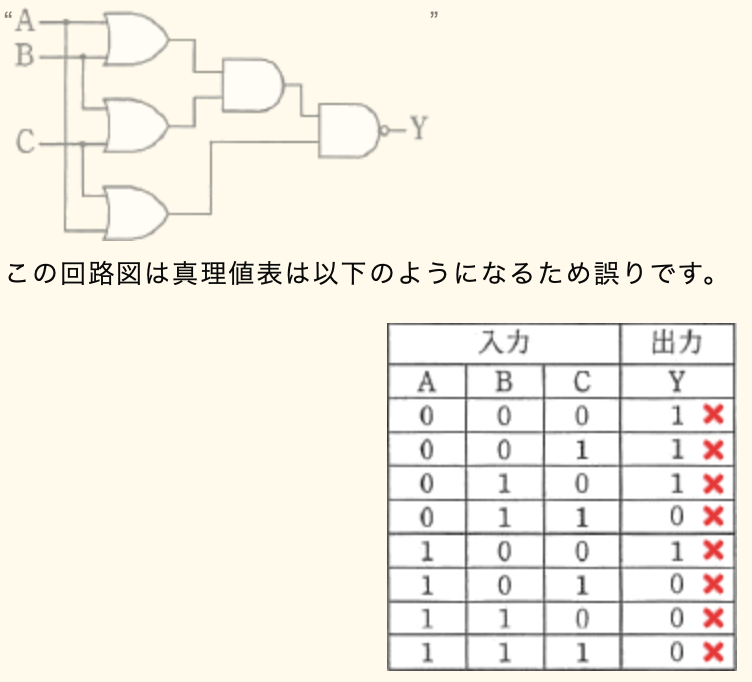 “A ”
B
C
Y
この回路図は真理値表は以下のようになるため誤りです。
入力 出力
A B C Y
0 0 0 1 ×
0 0 1 1 ×
0 1 0 1 ×
0 1 1 0 ×
1 0 0 1 ×
1 0 1 0 ×
1 1 0 0 ×
1 1 1 0 ×